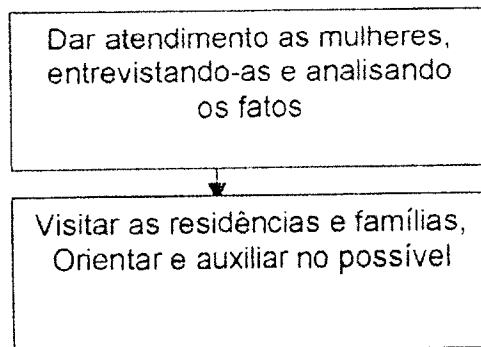 Dar atendimento as mulheres,
entrevistando-as e analisando
os fatos
Visitar as residências e famílias,
Orientar e auxiliar no possível